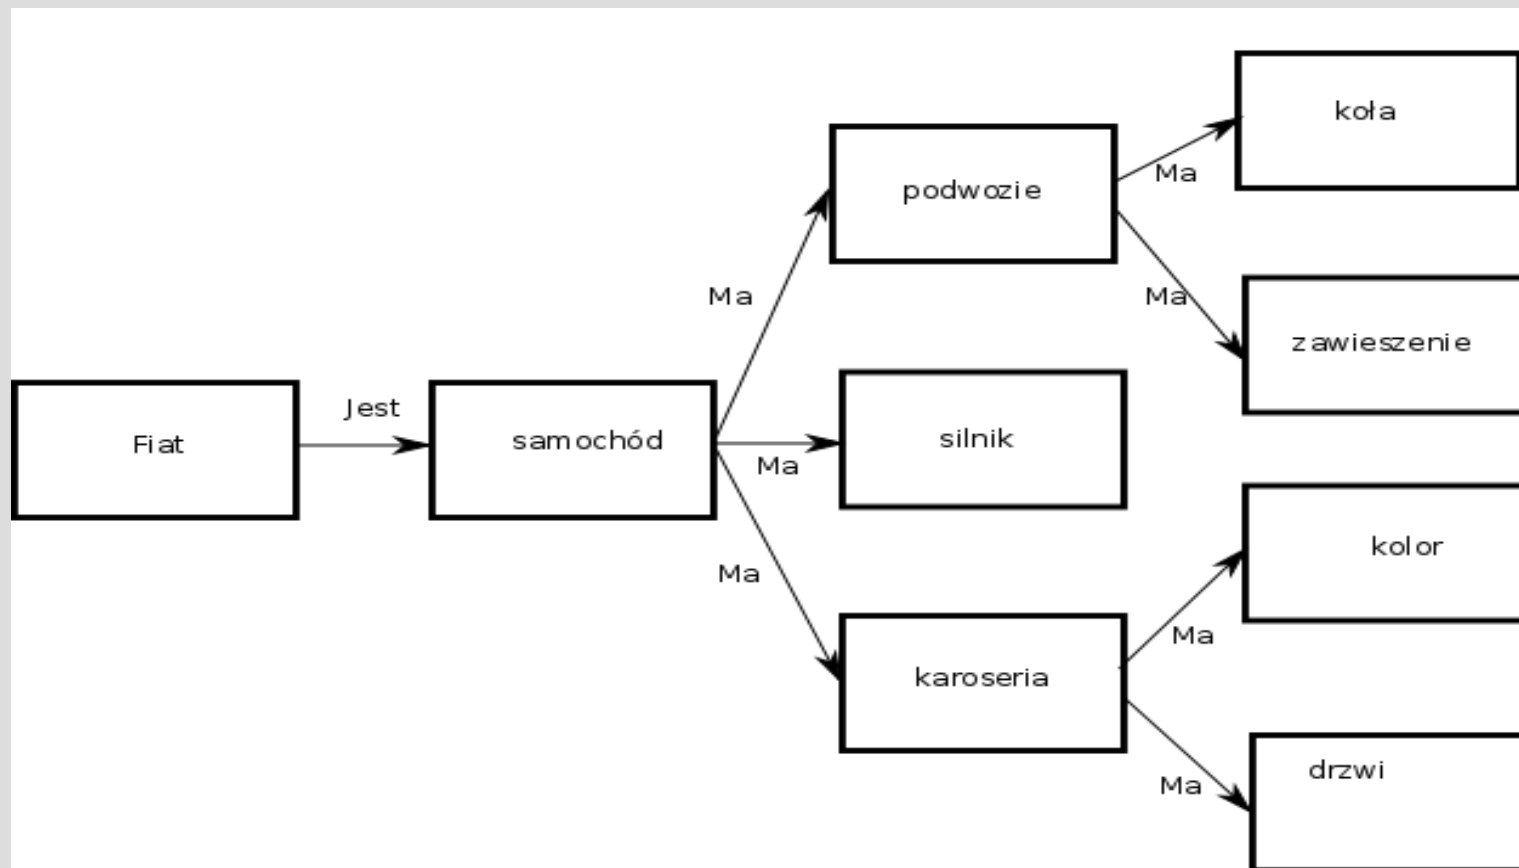 koła
podwozie
Ma
Ma
Ma
zawieszenie
Jest
Fiat
samochód
silnik
Ma
Ma
kolor
Ma
karoseria
Ma
drzwi